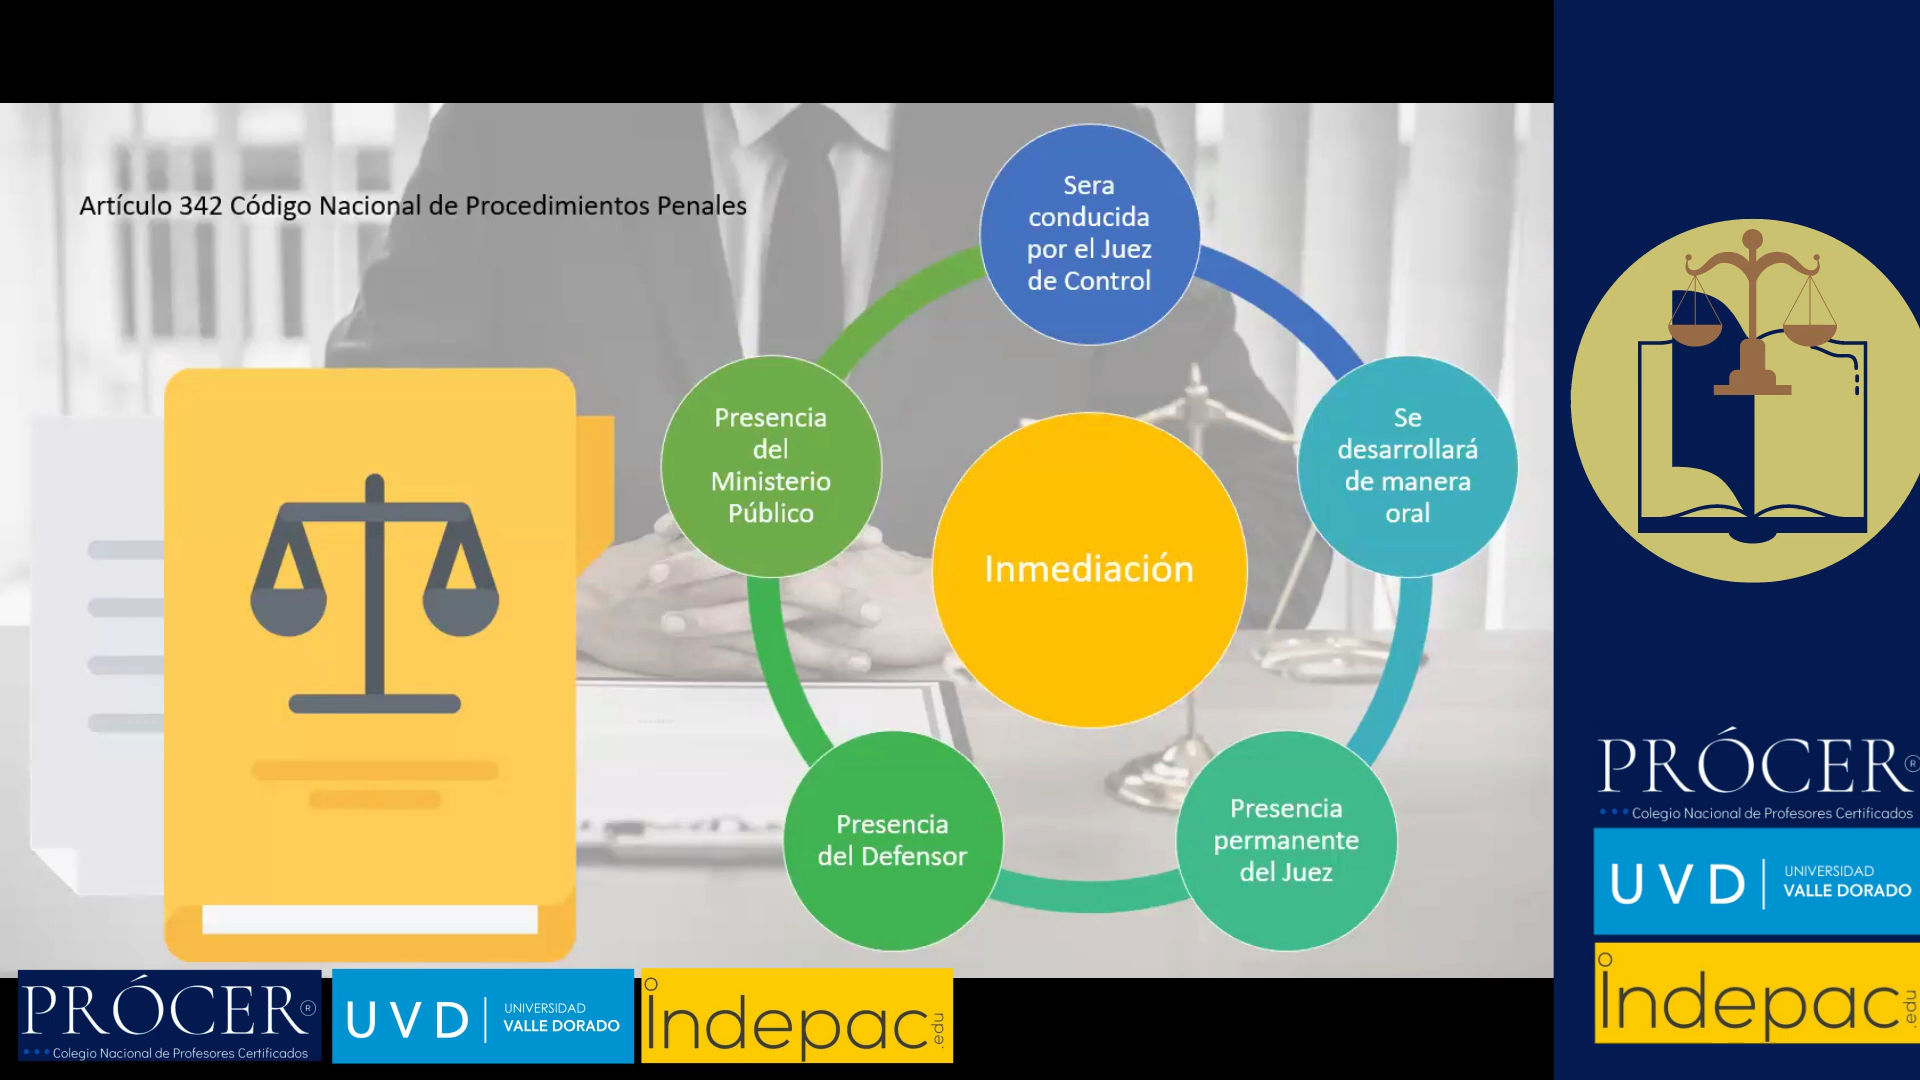 Artículo 342 Código Nacional de Procedimientos Penales
Sera
conducida
por el Juez
de Control
Se
desarrollará
de manera
oral
Presencia
permanente
del Juez
Presencia
del Defensor
Presencia
del
Ministerio
Público
Inmediación
PRÓCER®
Colegio Nacional de Profesores Certificados
UVD
UNIVERSIDAD
VALLE DORADO
indepac
.edu
PRÓCER®
Colegio Nacional de Profesores Certificados
UVD
UNIVERSIDAD
VALLE DORADO
indepac
.edu